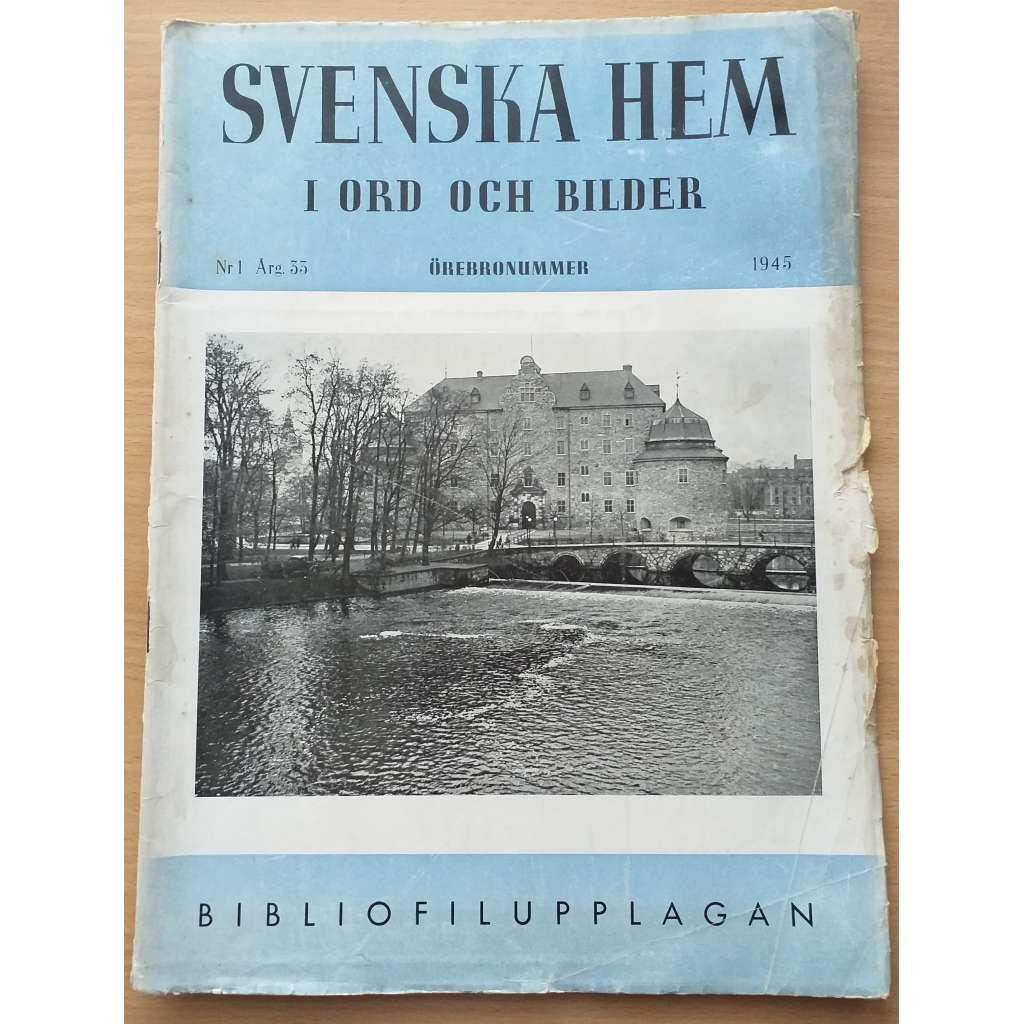 SVENSKA HEM
I ORD OCH BILDER
Nr 1 Årg. 33 ÖREBRONUMMER 1945
BIBLIOFILUPPLAGAN